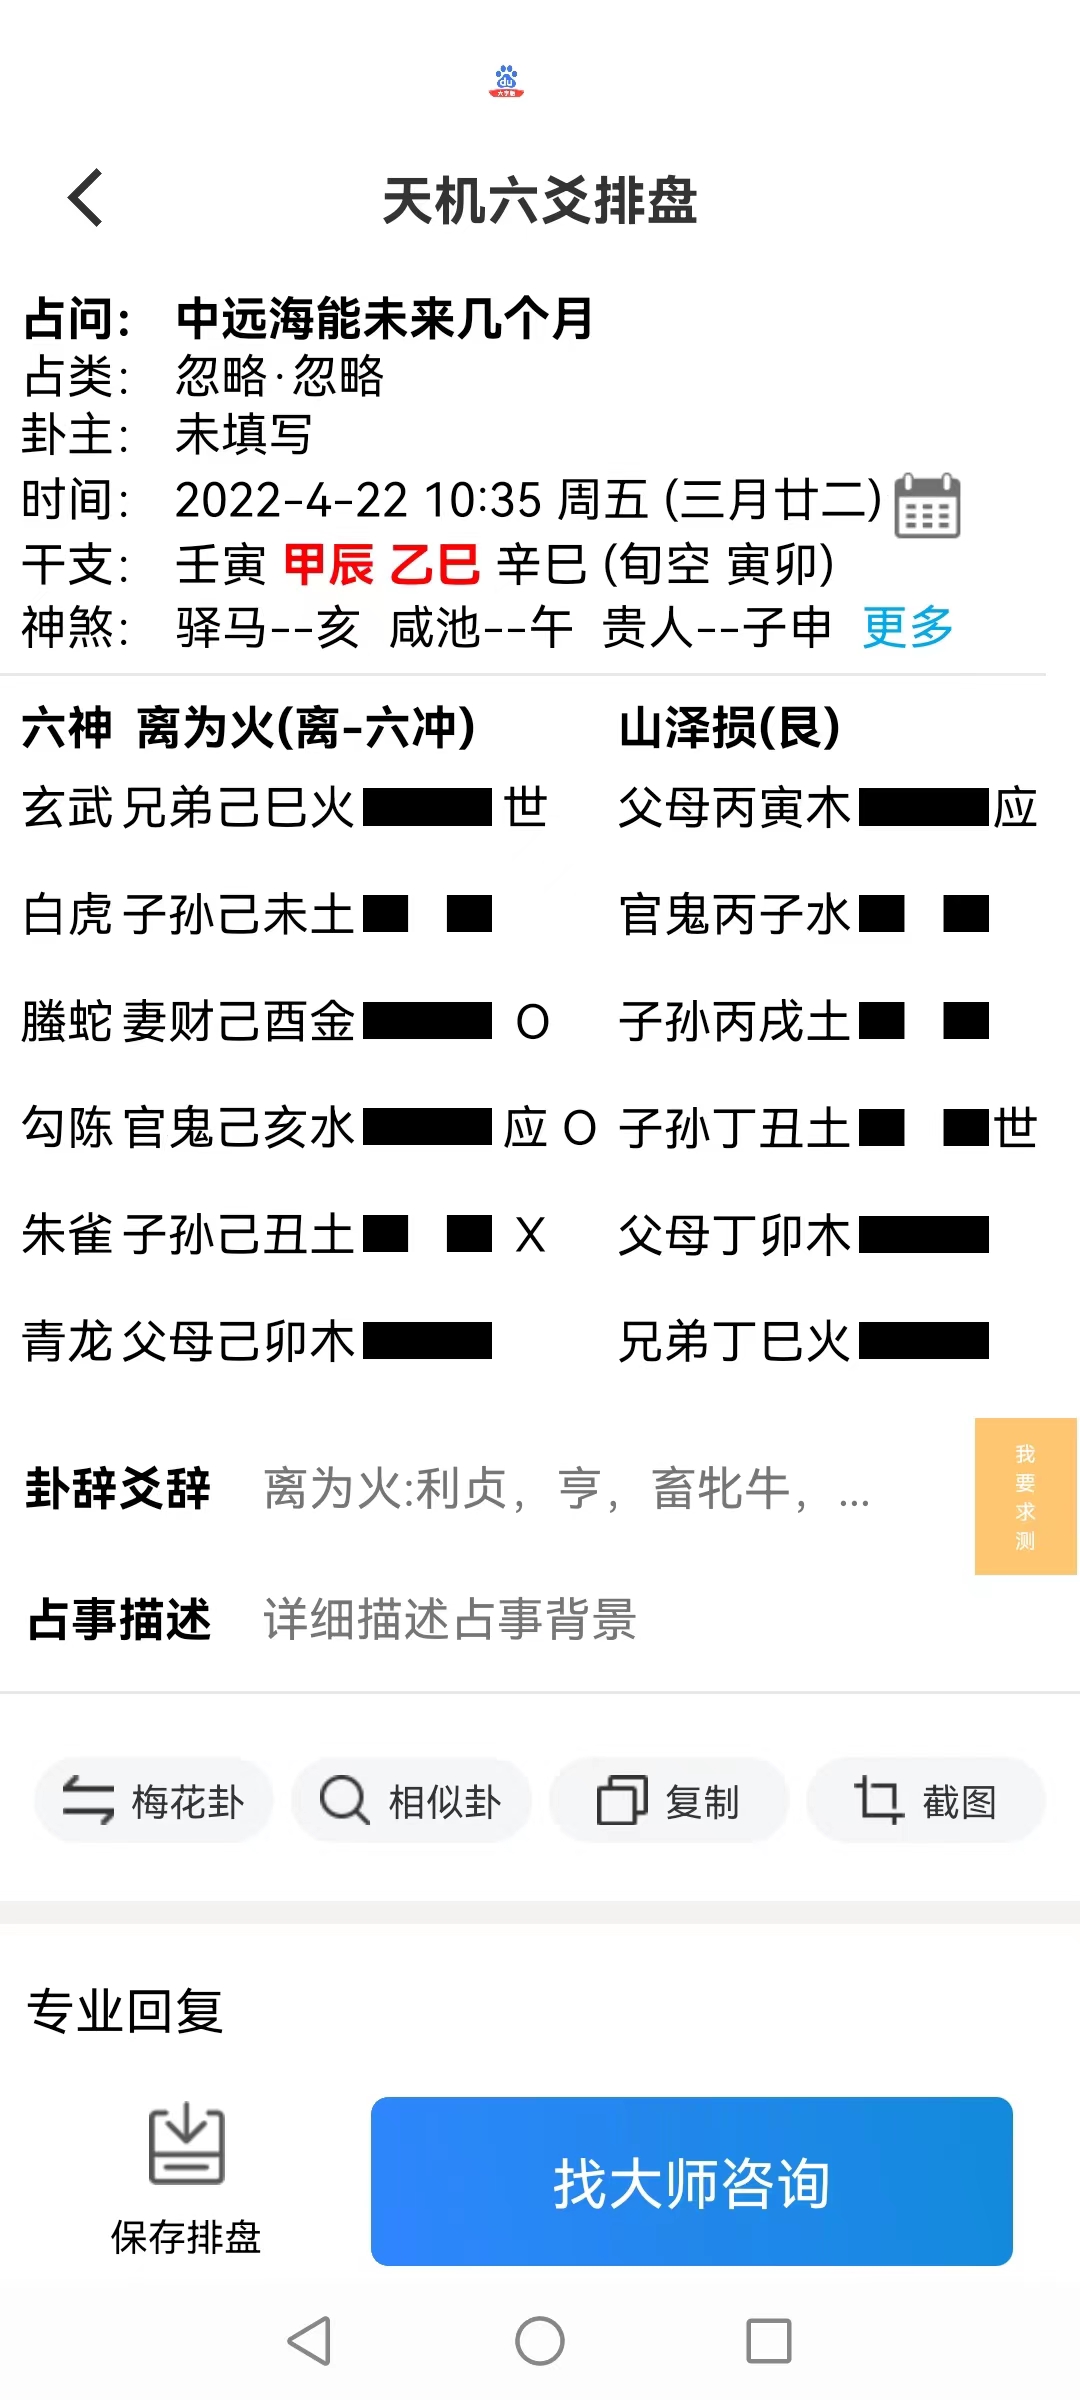 du
六字歌
天机六爻排盘
占问： 中远海能未来几个月
占类： 忽略·忽略
卦主： 未填写
时间： 2022-4-22 10:35 周五 (三月廿二)
干支： 壬寅 甲辰 乙巳 辛巳 (旬空 寅卯)
神煞： 驿马--亥 咸池--午 贵人--子申 更多
六神 离为火(离-六冲) 山泽损(艮)
玄武 兄弟己巳火 世 父母丙寅木 应
白虎 子孙己未土 官鬼丙子水
螣蛇 妻财己酉金 O 子孙丙戌土
勾陈 官鬼己亥水 应 O 子孙丁丑土 世
朱雀 子孙己丑土 X 父母丁卯木
青龙 父母己卯木 兄弟丁巳火
卦辞爻辞 离为火:利贞，亨，畜牝牛，...
我要求测
占事描述 详细描述占事背景
梅花卦 相似卦 复制 截图
专业回复
保存排盘 找大师咨询